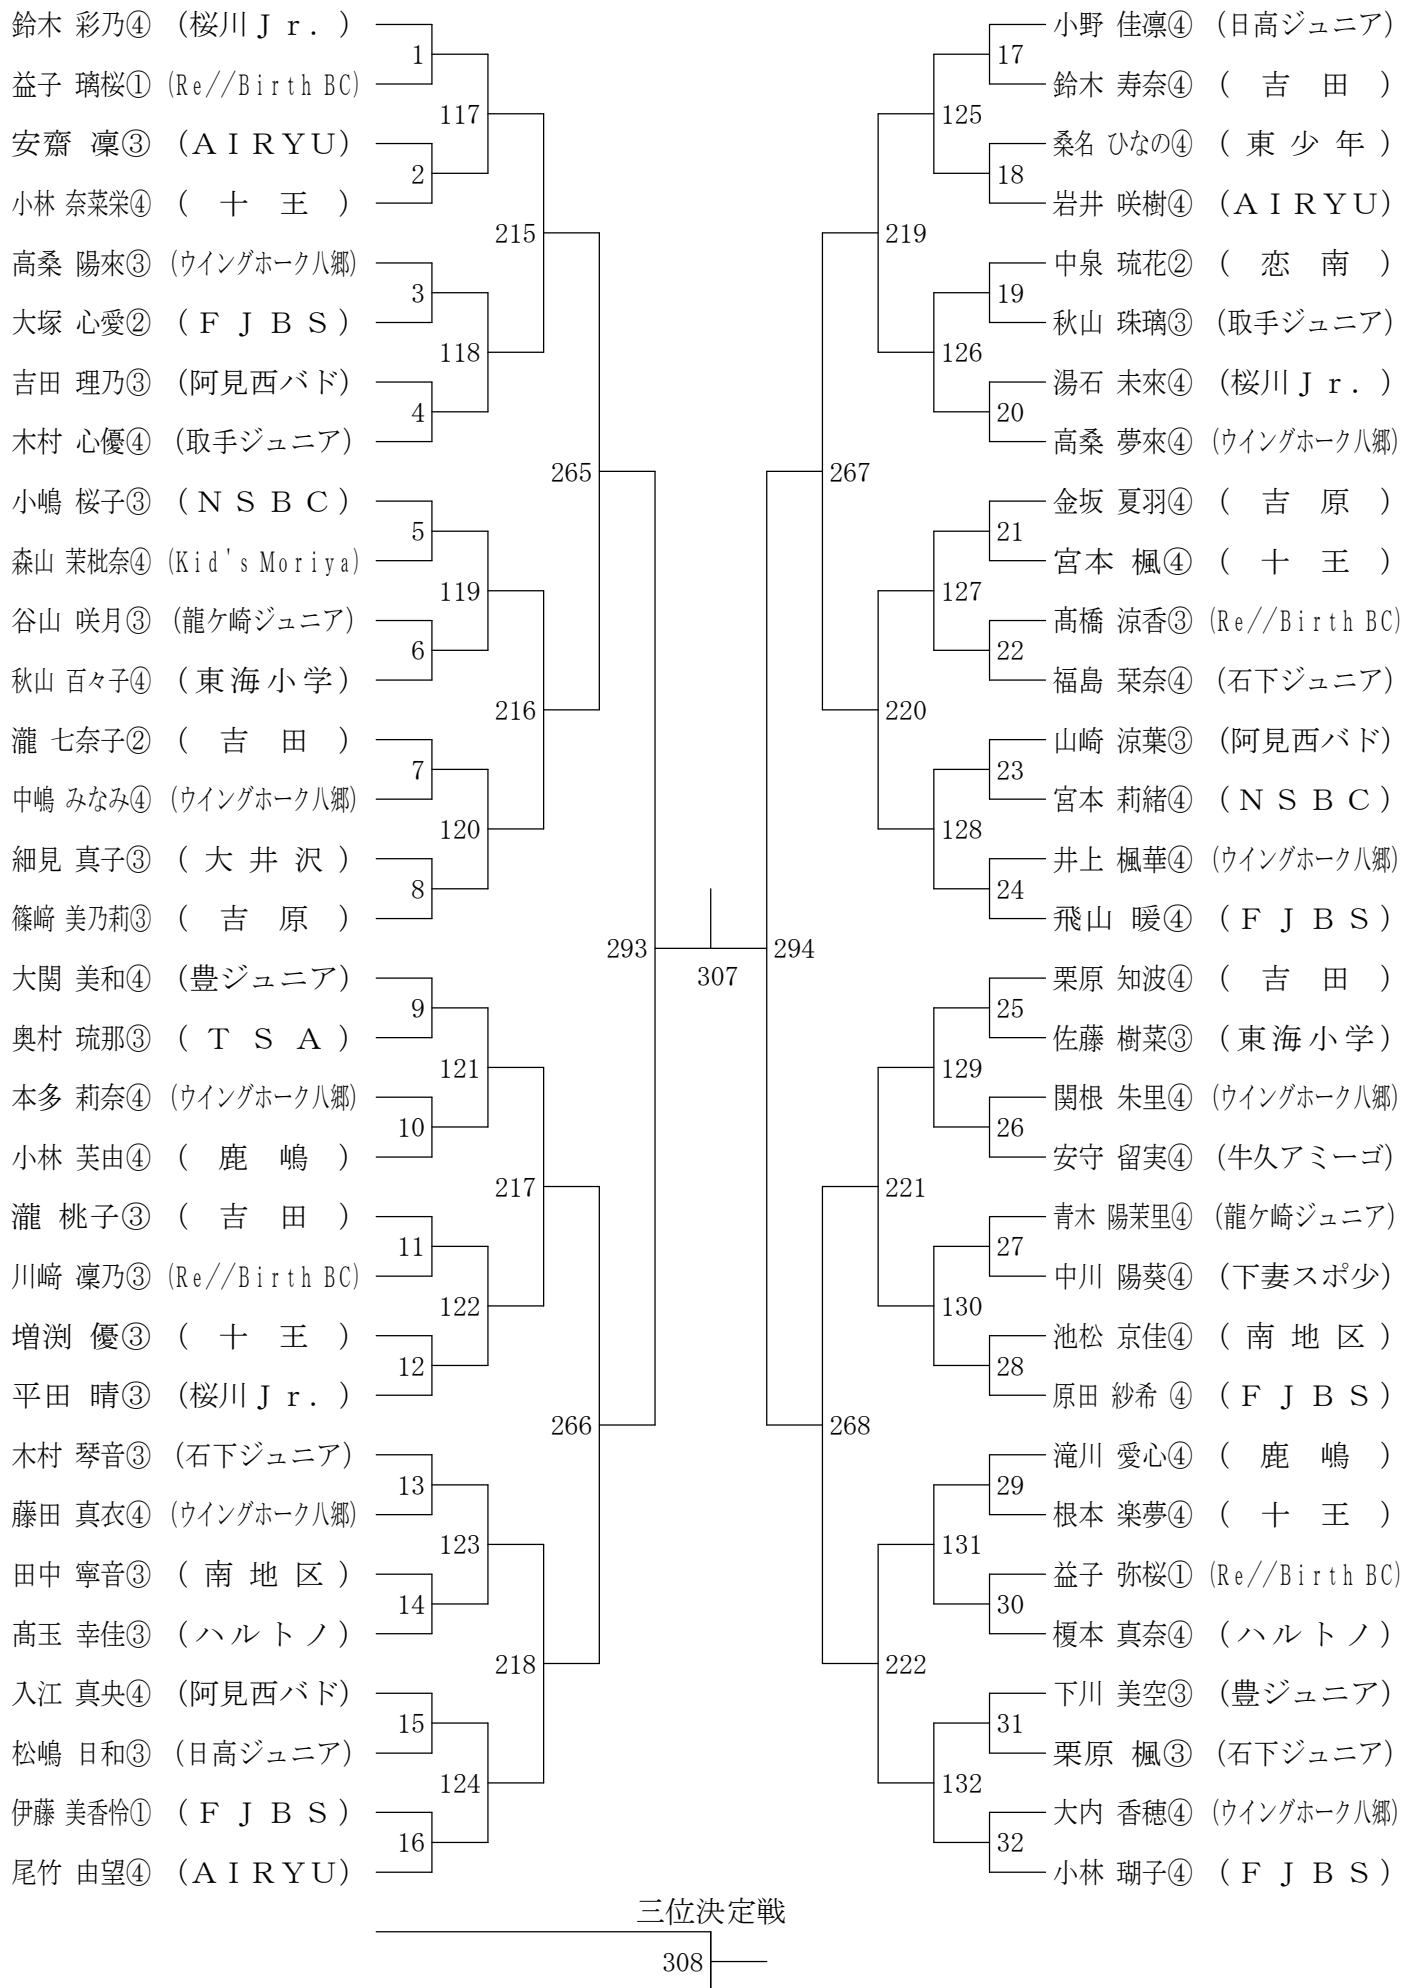 鈴木 彩乃④ (桜川Ｊｒ．)
1
益子 璃桜① (Re//Birth BC)
117
安齋 凜③ (ＡＩＲＹＵ)
2
小林 奈菜栄④ (十王)
215
高桑 陽來③ (ウイングホーク八郷)
3
大塚 心愛② (ＦＪＢＳ)
118
吉田 理乃③ (阿見西バド)
4
木村 心優④ (取手ジュニア)
265
小嶋 桜子③ (ＮＳＢＣ)
5
森山 茉枇奈④ (Kid's Moriya)
119
谷山 咲月③ (龍ケ崎ジュニア)
6
秋山 百々子④ (東海小学)
216
瀧 七奈子② (吉田)
7
中嶋 みなみ④ (ウイングホーク八郷)
120
細見 真子③ (大井沢)
8
篠﨑 美乃莉③ (吉原)
293
大関 美和④ (豊ジュニア)
9
奥村 琉那③ (ＴＳＡ)
121
本多 莉奈④ (ウイングホーク八郷)
10
小林 芙由④ (鹿嶋)
217
瀧 桃子③ (吉田)
11
川﨑 凜乃③ (Re//Birth BC)
122
増渕 優③ (十王)
12
平田 晴③ (桜川Ｊｒ．)
266
木村 琴音③ (石下ジュニア)
13
藤田 真衣④ (ウイングホーク八郷)
123
田中 寧音③ (南地区)
14
髙玉 幸佳③ (ハルトノ)
218
入江 真央④ (阿見西バド)
15
松嶋 日和③ (日高ジュニア)
124
伊藤 美香怜① (ＦＪＢＳ)
16
尾竹 由望④ (ＡＩＲＹＵ)
307
小野 佳凛④ (日高ジュニア)
17
鈴木 寿奈④ (吉田)
125
桑名 ひなの④ (東少年)
18
岩井 咲樹④ (ＡＩＲＹＵ)
219
中泉 琉花② (恋南)
19
秋山 珠璃③ (取手ジュニア)
126
湯石 未來④ (桜川Ｊｒ．)
20
高桑 夢來④ (ウイングホーク八郷)
267
金坂 夏羽④ (吉原)
21
宮本 楓④ (十王)
127
髙橋 涼香③ (Re//Birth BC)
22
福島 栞奈④ (石下ジュニア)
220
山崎 涼葉③ (阿見西バド)
23
宮本 莉緒④ (ＮＳＢＣ)
128
井上 楓華④ (ウイングホーク八郷)
24
飛山 暖④ (ＦＪＢＳ)
294
栗原 知波④ (吉田)
25
佐藤 樹菜③ (東海小学)
129
関根 朱里④ (ウイングホーク八郷)
26
安守 留実④ (牛久アミーゴ)
221
青木 陽茉里④ (龍ケ崎ジュニア)
27
中川 陽葵④ (下妻スポ少)
130
池松 京佳④ (南地区)
28
原田 紗希 ④ (ＦＪＢＳ)
268
滝川 愛心④ (鹿嶋)
29
根本 楽夢④ (十王)
131
益子 弥桜① (Re//Birth BC)
30
榎本 真奈④ (ハルトノ)
222
下川 美空③ (豊ジュニア)
31
栗原 楓③ (石下ジュニア)
132
大内 香穂④ (ウイングホーク八郷)
32
小林 瑚子④ (ＦＪＢＳ)
三位決定戦
308